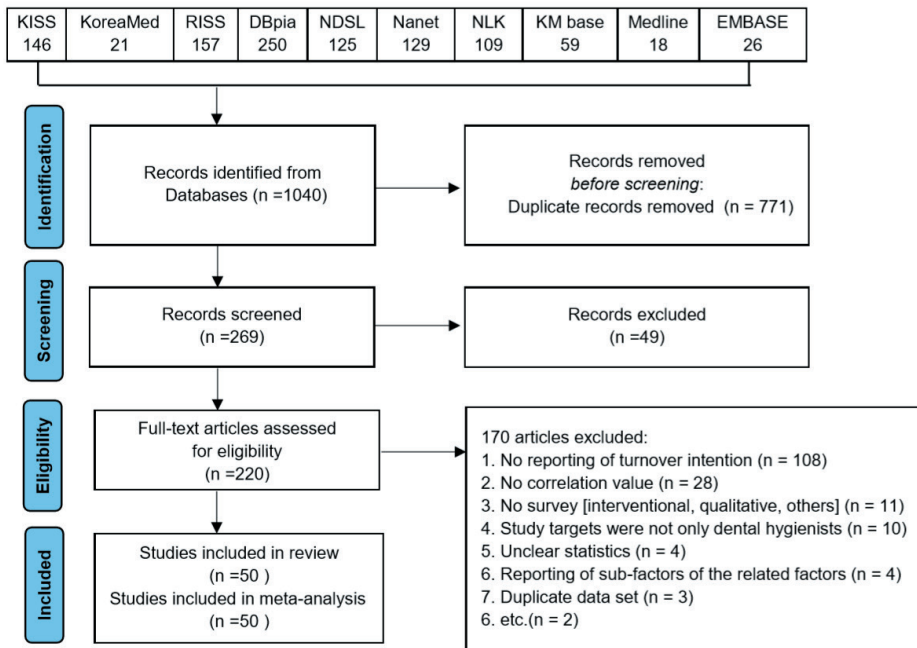 KISS KoreaMed RISS DBpia NDSL Nanet NLK KM base Medline EMBASE
146 21 157 250 125 129 109 59 18 26
Identification
Records identified from
Databases (n =1040)
Records removed
before screening:
Duplicate records removed (n = 771)
Screening
Records screened
(n =269)
Records excluded
(n =49)
Eligibility
Full-text articles assessed
for eligibility
(n =220)
170 articles excluded:
1. No reporting of turnover intention (n = 108)
2. No correlation value (n = 28)
3. No survey [interventional, qualitative, others] (n = 11)
4. Study targets were not only dental hygienists (n = 10)
5. Unclear statistics (n = 4)
6. Reporting of sub-factors of the related factors (n = 4)
7. Duplicate data set (n = 3)
6. etc.(n = 2)
Included
Studies included in review
(n =50 )
Studies included in meta-analysis
(n =50 )